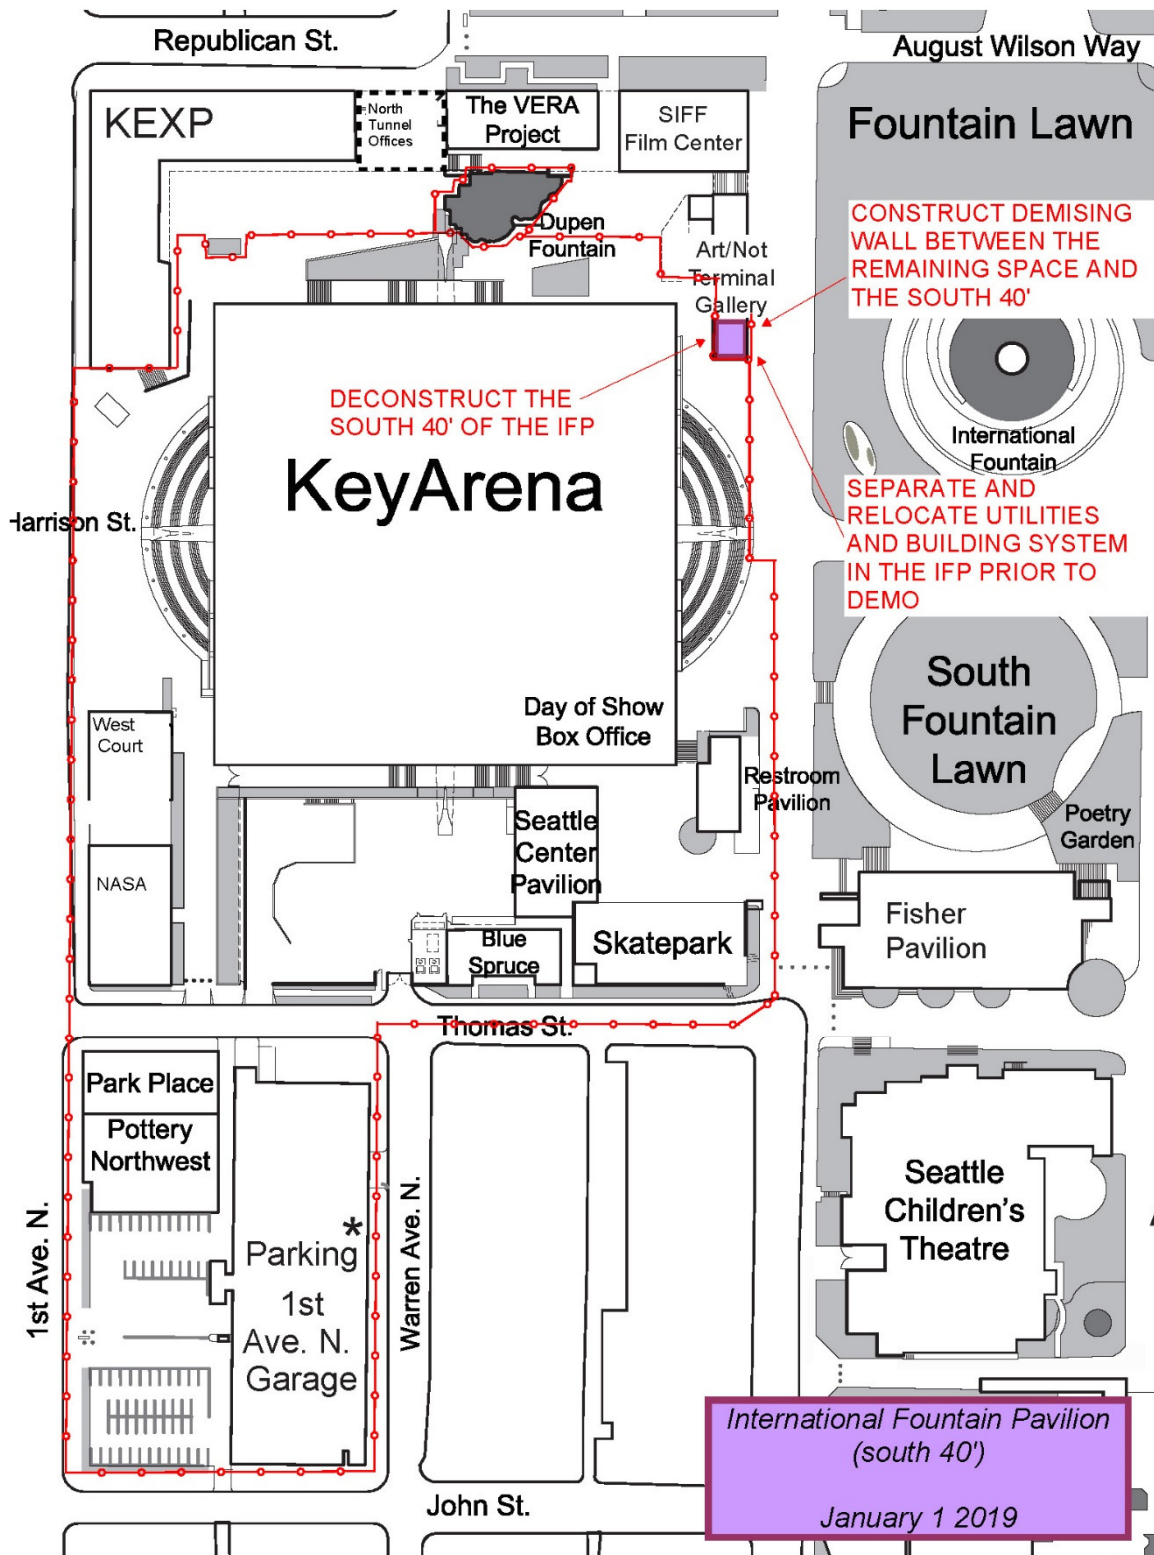 Republican St.
August Wilson Way
KEXP
North
Tunnel
Offices
The VERA
Project
SIFF
Film Center
Fountain Lawn
Dupen
Fountain
Art/Not
Terminal
Gallery
CONSTRUCT DEMISING
WALL BETWEEN THE
REMAINING SPACE AND
THE SOUTH 40'
DECONSTRUCT THE
SOUTH 40' OF THE IFP
KeyArena
International
Fountain
Harrison St.
SEPARATE AND
RELOCATE UTILITIES
AND BUILDING SYSTEM
IN THE IFP PRIOR TO
DEMO
South
Fountain
Lawn
Day of Show
Box Office
West
Court
Restroom
Pavilion
Poetry
Garden
Seattle
Center
Pavilion
NASA
Blue
Spruce
Skatepark
Fisher
Pavilion
Thomas St.
Park Place
Pottery
Northwest
Seattle
Children's
Theatre
1st Ave. N.
*
Parking
1st
Ave. N.
Garage
Warren Ave. N.
John St.
International Fountain Pavilion
(south 40')
January 1 2019